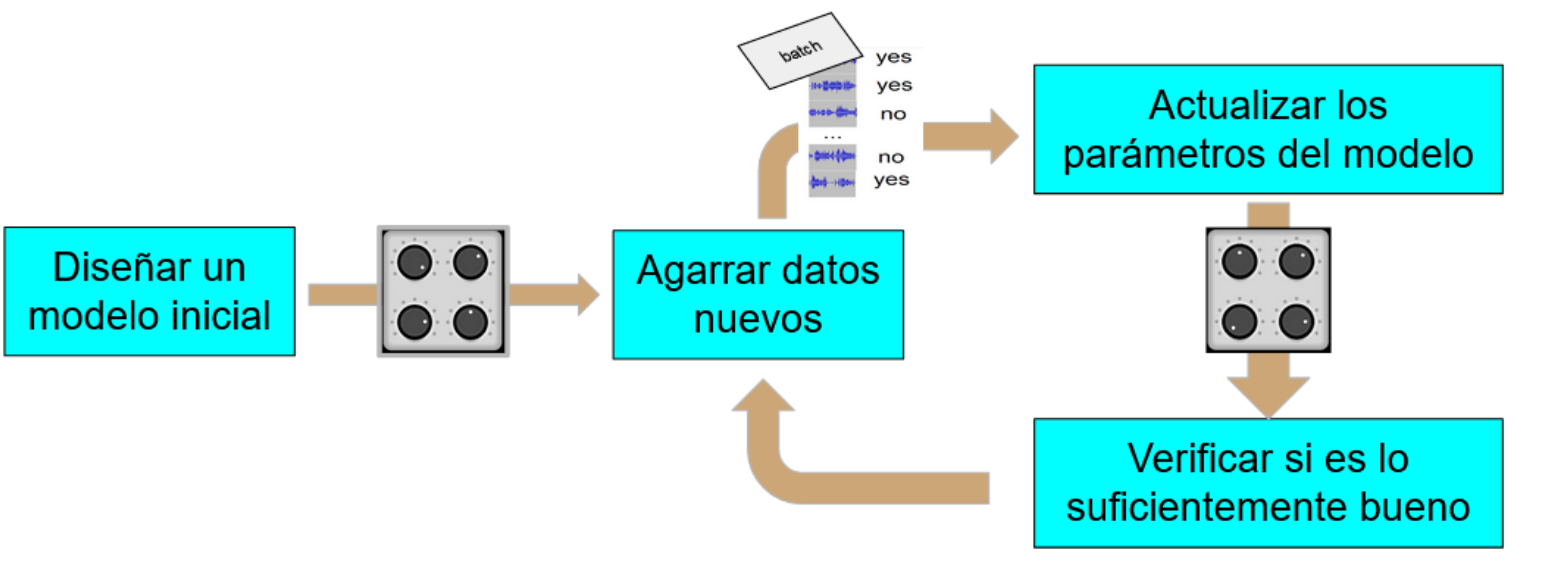 Diseñar un
modelo inicial
Agarrar datos
nuevos
batch
yes
yes
no
...
no
yes
Actualizar los
parámetros del modelo
Verificar si es lo
suficientemente bueno